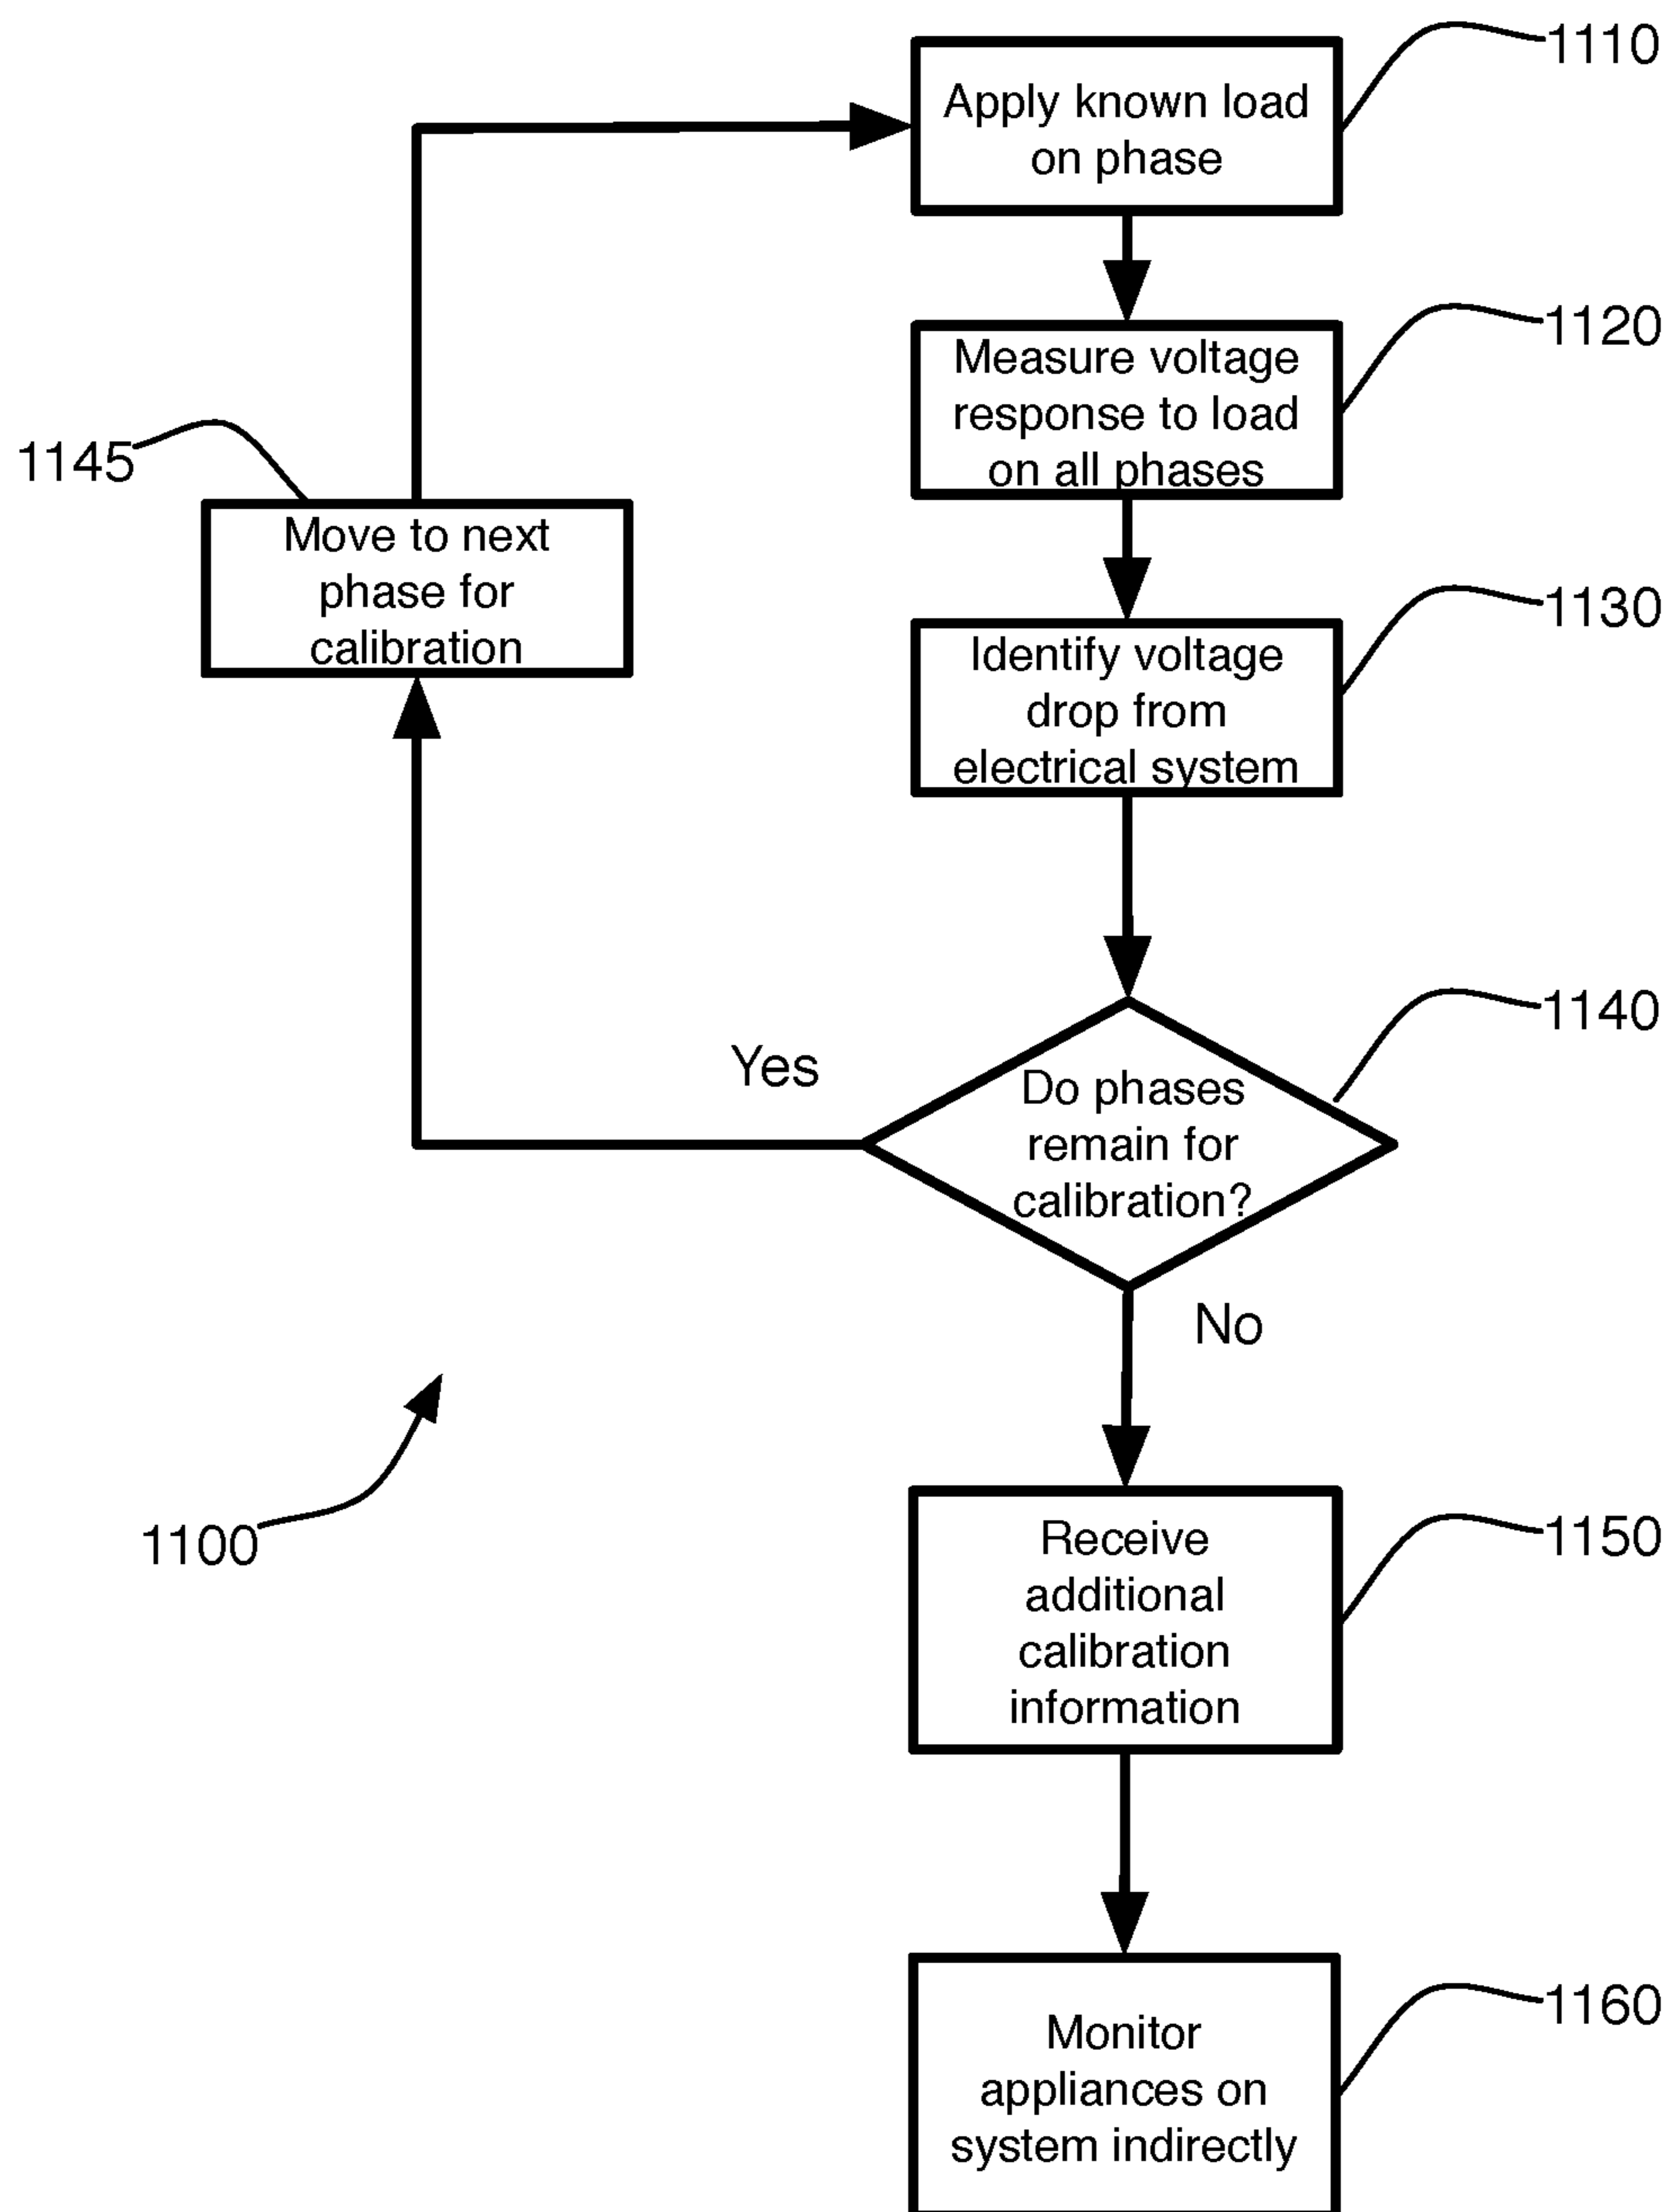 1110
Apply known load
on phase
1120
Measure voltage
response to load
on all phases
1145
Move to next
phase for
calibration
1130
Identify voltage
drop from
electrical system
1140
Yes
Do phases
remain for
calibration?
No
1100
1150
Receive
additional
calibration
information
1160
Monitor
appliances on
system indirectly